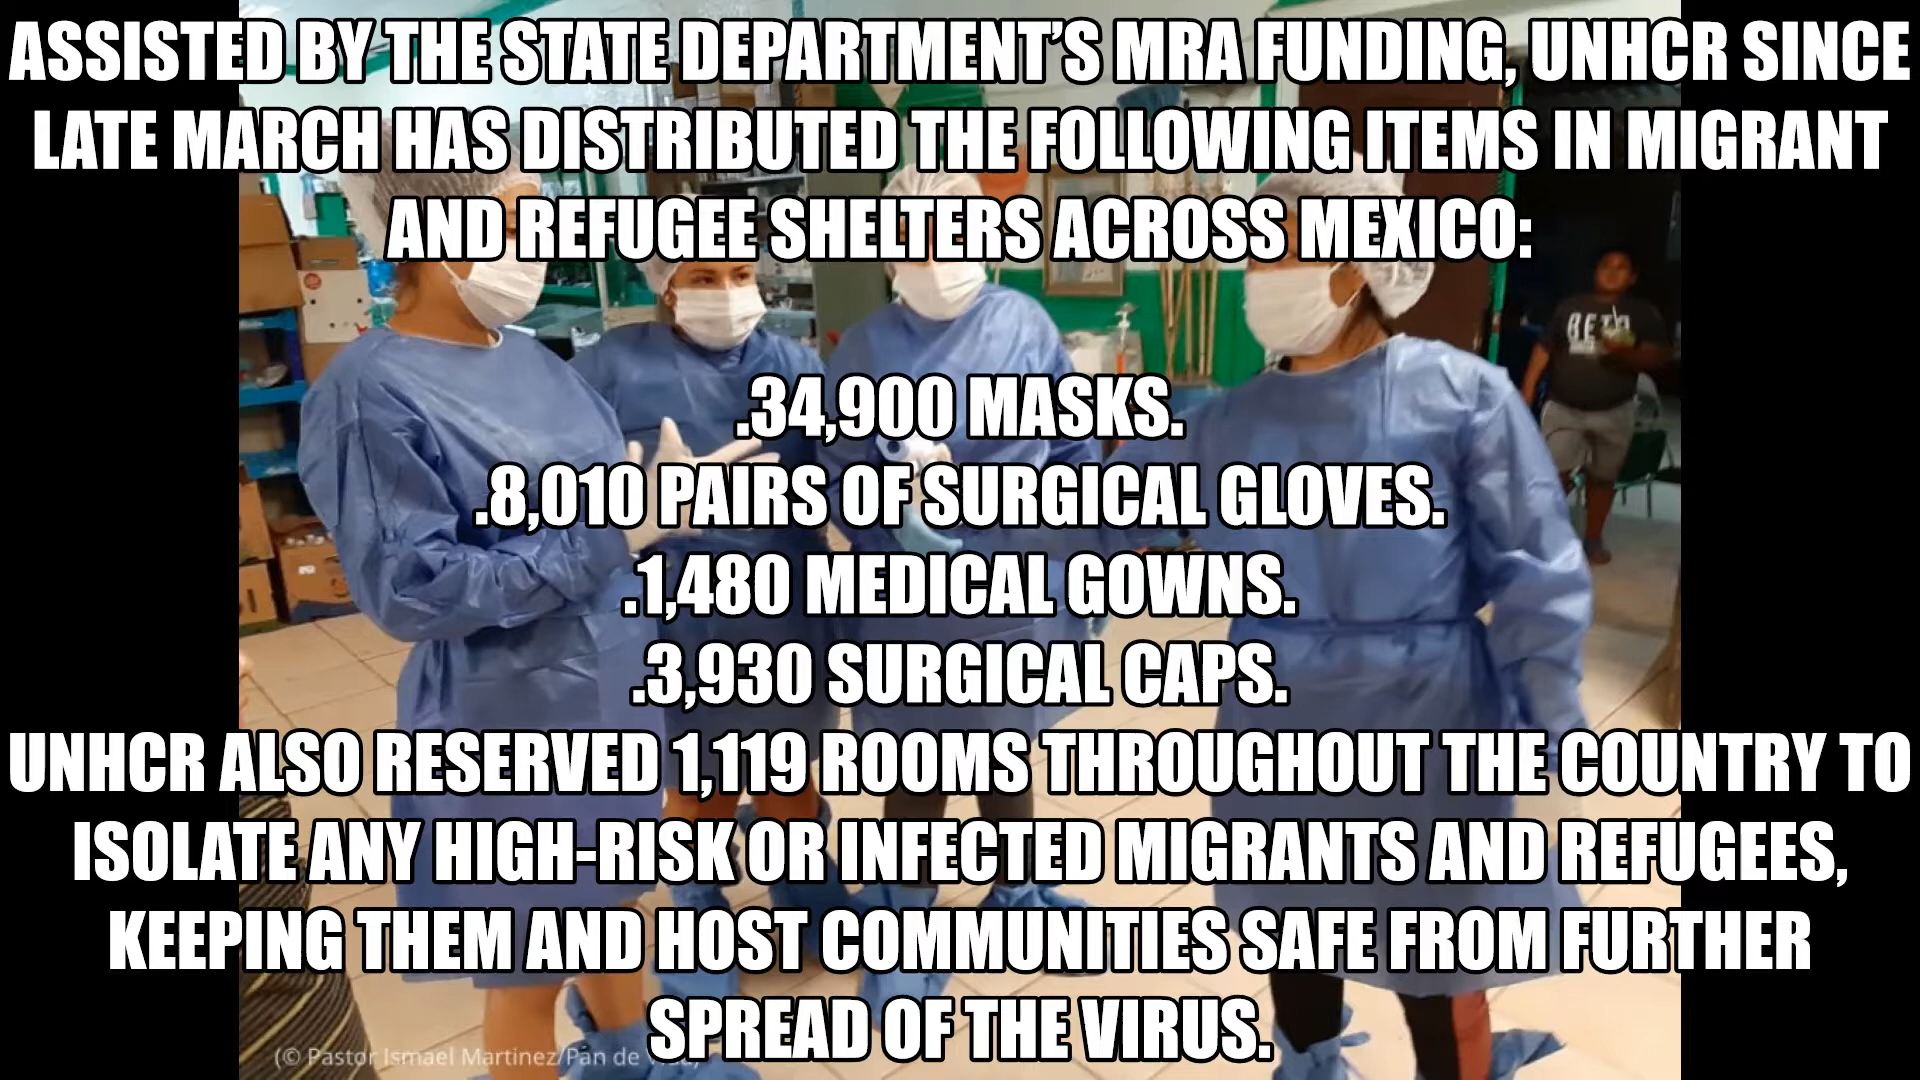 ASSISTED BY THE STATE DEPARTMENT'S MRA FUNDING, UNHCR SINCE
LATE MARCH HAS DISTRIBUTED THE FOLLOWING ITEMS IN MIGRANT
AND REFUGEE SHELTERS ACROSS MEXICO:
.34,900 MASKS.
.8,010 PAIRS OF SURGICAL GLOVES.
.1,480 MEDICAL GOWNS.
.3,930 SURGICAL CAPS.
UNHCR ALSO RESERVED 1,119 ROOMS THROUGHOUT THE COUNTRY TO
ISOLATE ANY HIGH-RISK OR INFECTED MIGRANTS AND REFUGEES,
KEEPING THEM AND HOST COMMUNITIES SAFE FROM FURTHER
SPREAD OF THE VIRUS.
(© Pastor Ismael Martinez/Pan de